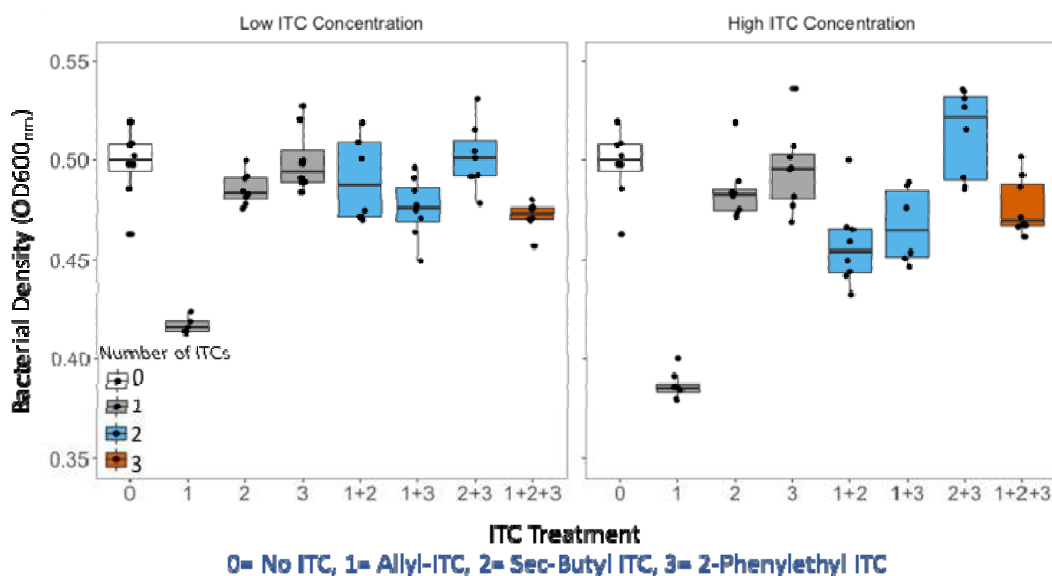 Low ITC Concentration
High ITC Concentration
Bacterial Density (OD600nm)
0.55
0.50
0.45
0.40
0.35
Number of ITCs
0
1
2
3
0 1 2 3 1+2 1+3 2+3 1+2+3
0 1 2 3 1+2 1+3 2+3 1+2+3
ITC Treatment
0= No ITC, 1= Allyl-ITC, 2= Sec-Butyl ITC, 3= 2-Phenylethyl ITC